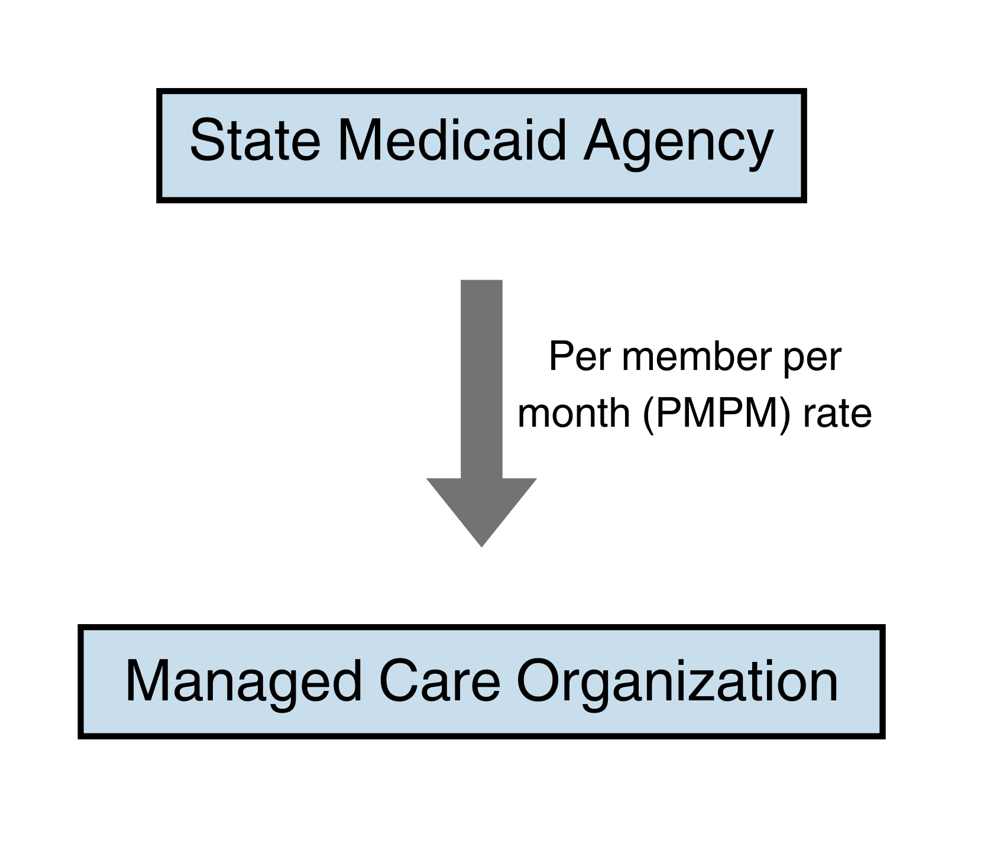 State Medicaid Agency
Per member per
month (PMPM) rate
Managed Care Organization